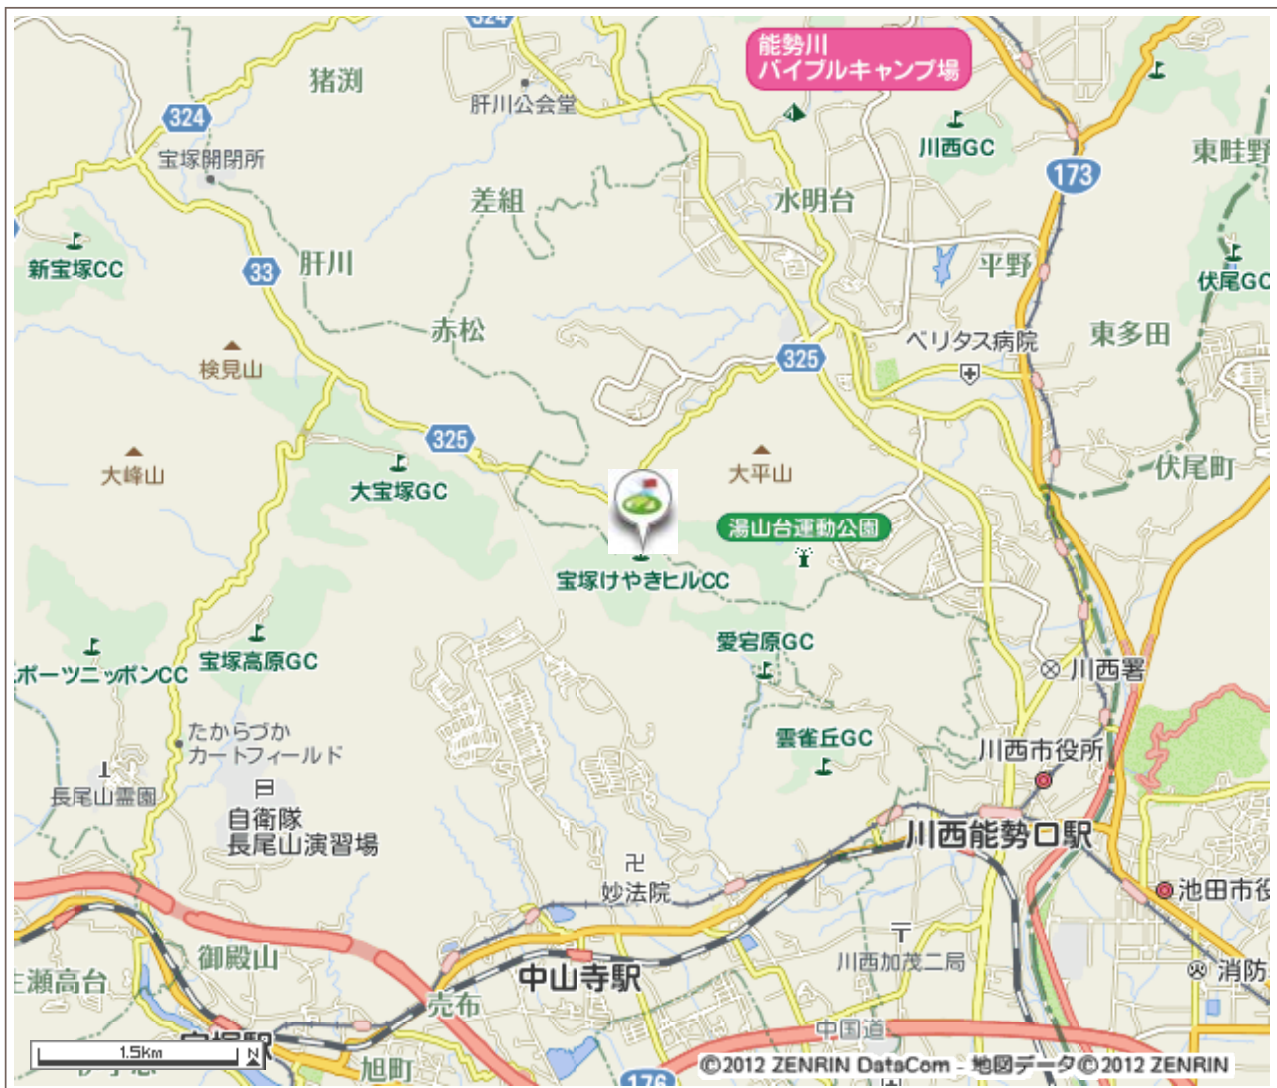 324
能勢川
バイブルキャンプ場
猪渕
肝川公会堂
324
宝塚開閉所
川西GC
東畦野
173
差組
水明台
新宝塚CC
33
肝川
平野
伏尾GC
赤松
東多田
検見山
325
ベリタス病院
325
大峰山
大宝塚GC
大平山
伏尾町
湯山台運動公園
宝塚けやきヒルCC
愛宕原GC
ポーツニッポンCC
宝塚高原GC
川西署
たからづか
カートフィールド
雲雀丘GC
川西市役所
長尾山霊園
自衛隊
長尾山演習場
川西能勢口駅
妙法院
池田市役
御殿山
中山寺駅
川西加茂二局
消防
瀬高台
売布
中国道
1.5km
N
旭町
176
©2012 ZENRIN DataCom - 地図データ©2012 ZENRIN